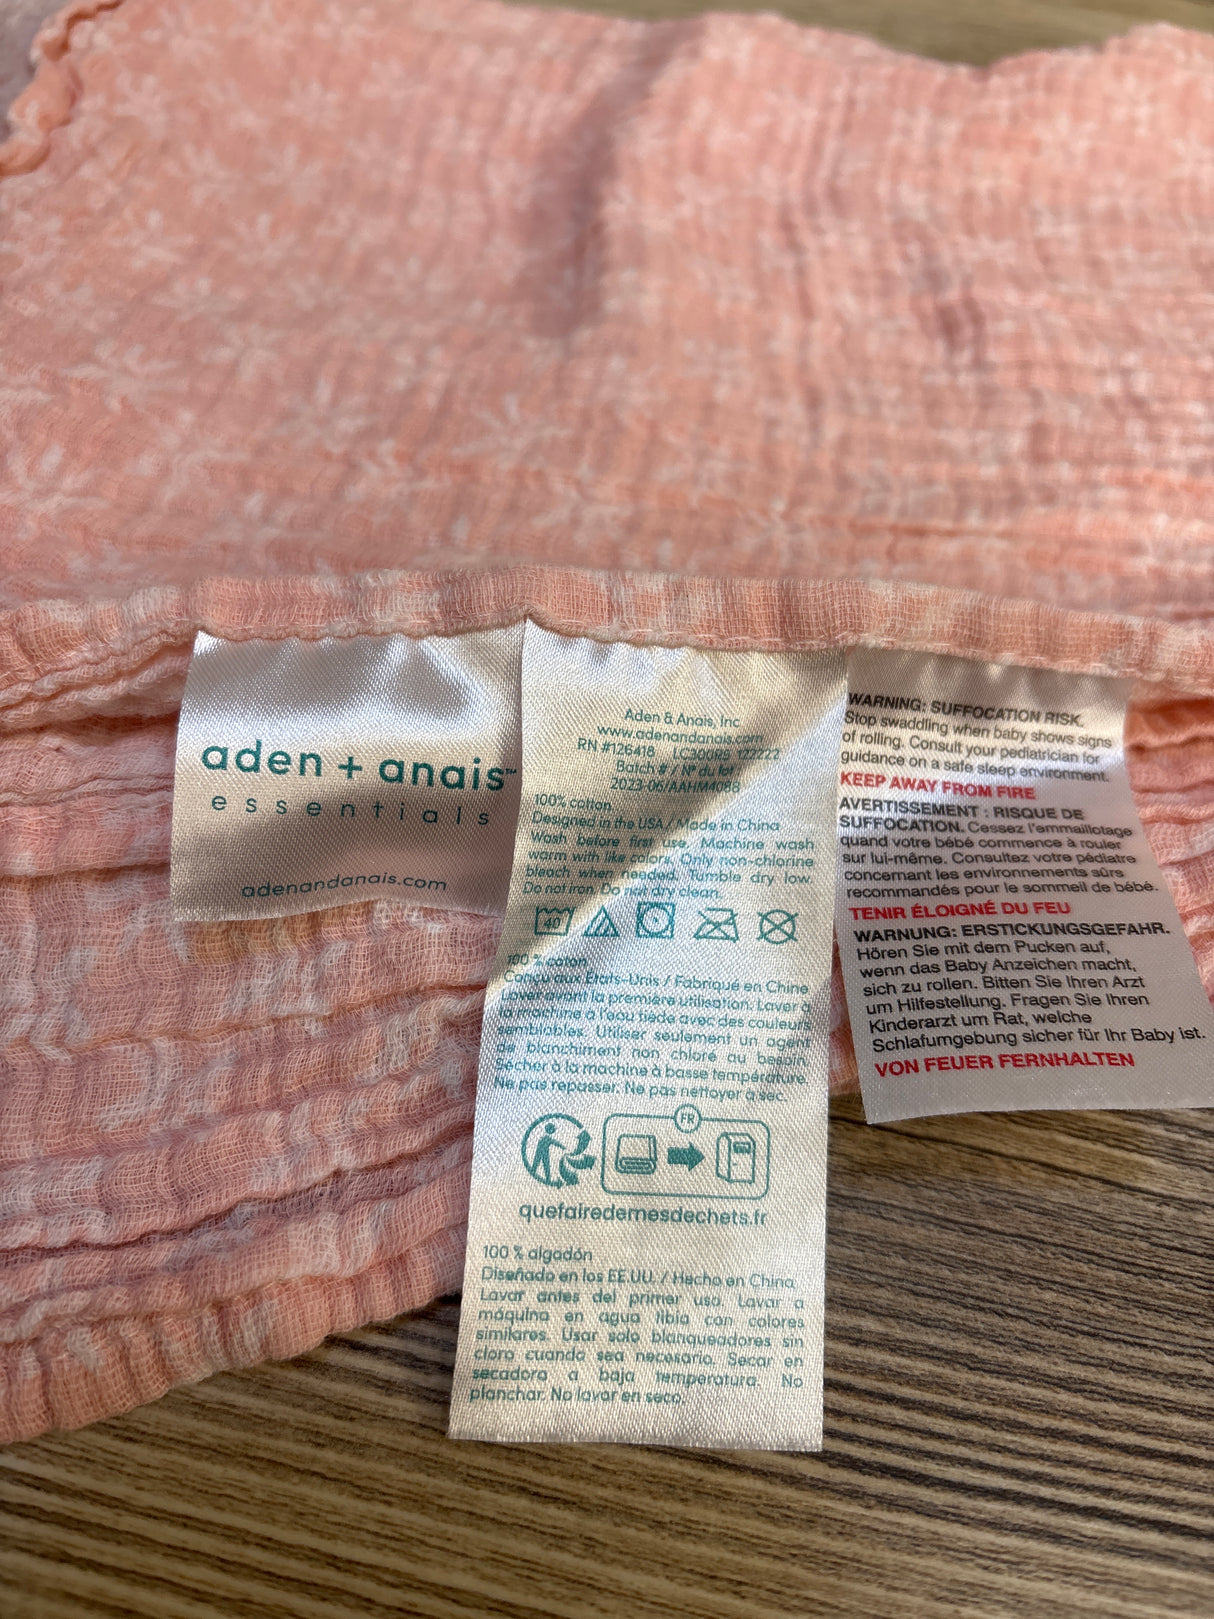 aden + anais™
essentials
adenandanais.com
Aden & Anais, Inc
www.adenandanais.com
RN #126418 LC300RS 122222
Batch # / Nº du lot
2023-06/AAHM4088
100% cotton
Designed in the USA / Made in China
Wash before first use. Machine wash
warm with like colors. Only non-chlorine
bleach when needed. Tumble dry low.
Do not iron. Do not dry clean.
40
100 % coton
Conçu aux États-Unis / Fabriqué en Chine
Laver avant la première utilisation. Laver à
la machine à l'eau tiède avec des couleurs
semblables. Utiliser seulement un agent
de blanchiment non chloré au besoin.
Sécher à la machine à basse température.
Ne pas repasser. Ne pas nettoyer à sec.
FR
quefairedemesdechets.fr
100 % algodón
Diseñado en los EE.UU. / Hecho en China
Lavar antes del primer uso. Lavar a
máquina en agua tibia con colores
similares. Usar solo blanqueadores sin
cloro cuando sea necesario. Secar en
secadora a baja temperatura. No
planchar. No lavar en seco.
WARNING: SUFFOCATION RISK.
Stop swaddling when baby shows signs
of rolling. Consult your pediatrician for
guidance on a safe sleep environment.
KEEP AWAY FROM FIRE
AVERTISSEMENT : RISQUE DE
SUFFOCATION. Cessez l'emmaillotage
quand votre bébé commence à rouler
sur lui-même. Consultez votre pédiatre
concernant les environnements sûrs
recommandés pour le sommeil de bébé.
TENIR ÉLOIGNÉ DU FEU
WARNUNG: ERSTICKUNGSGEFAHR.
Hören Sie mit dem Pucken auf,
wenn das Baby Anzeichen macht,
sich zu rollen. Bitten Sie Ihren Arzt
um Hilfestellung. Fragen Sie Ihren
Kinderarzt um Rat, welche
Schlafumgebung sicher für Ihr Baby ist.
VON FEUER FERNHALTEN